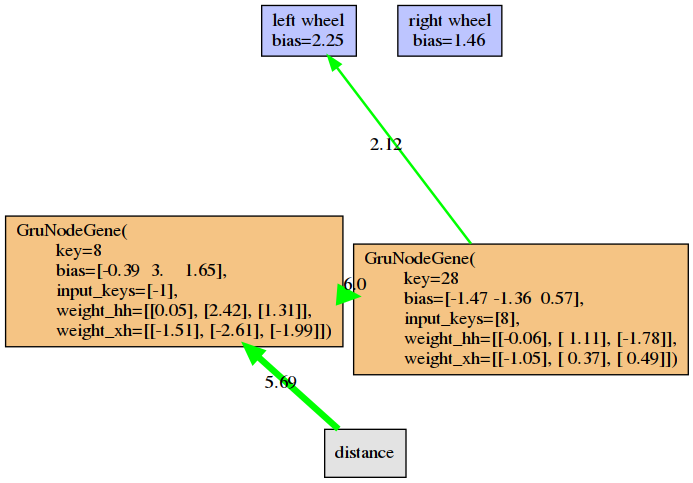 left wheel
bias=2.25
right wheel
bias=1.46
2.12
GruNodeGene(
key=8
bias=[-0.39  3.    1.65],
input_keys=[-1],
weight_hh=[[0.05], [2.42], [1.31]],
weight_xh=[[-1.51], [-2.61], [-1.99]])
6.0
GruNodeGene(
key=28
bias=[-1.47 -1.36  0.57],
input_keys=[8],
weight_hh=[[-0.06], [ 1.11], [-1.78]],
weight_xh=[[-1.05], [ 0.37], [ 0.49]])
5.69
distance